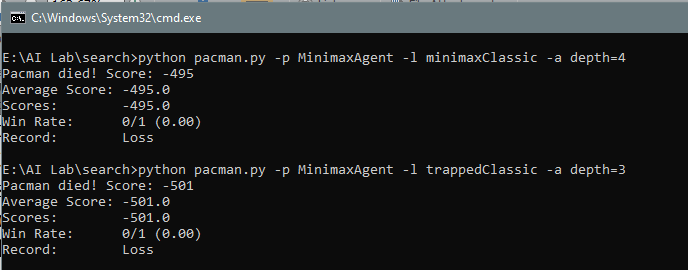 C:\Windows\System32\cmd.exe
E:\AI Lab\search>python pacman.py -p MinimaxAgent -l minimaxClassic -a depth=4
Pacman died! Score: -495
Average Score: -495.0
Scores:        -495.0
Win Rate:      0/1 (0.00)
Record:        Loss
E:\AI Lab\search>python pacman.py -p MinimaxAgent -l trappedClassic -a depth=3
Pacman died! Score: -501
Average Score: -501.0
Scores:        -501.0
Win Rate:      0/1 (0.00)
Record:        Loss